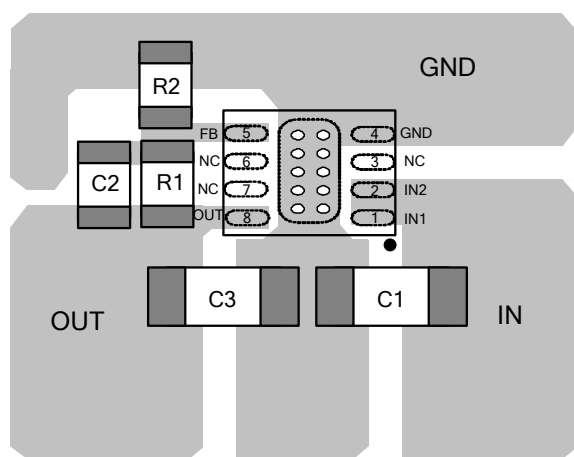 GND
R2
FB 5 4 GND
NC 6 3 NC
C2 R1
NC 7 2 IN2
OUT 8 1 IN1
C3 C1
OUT IN